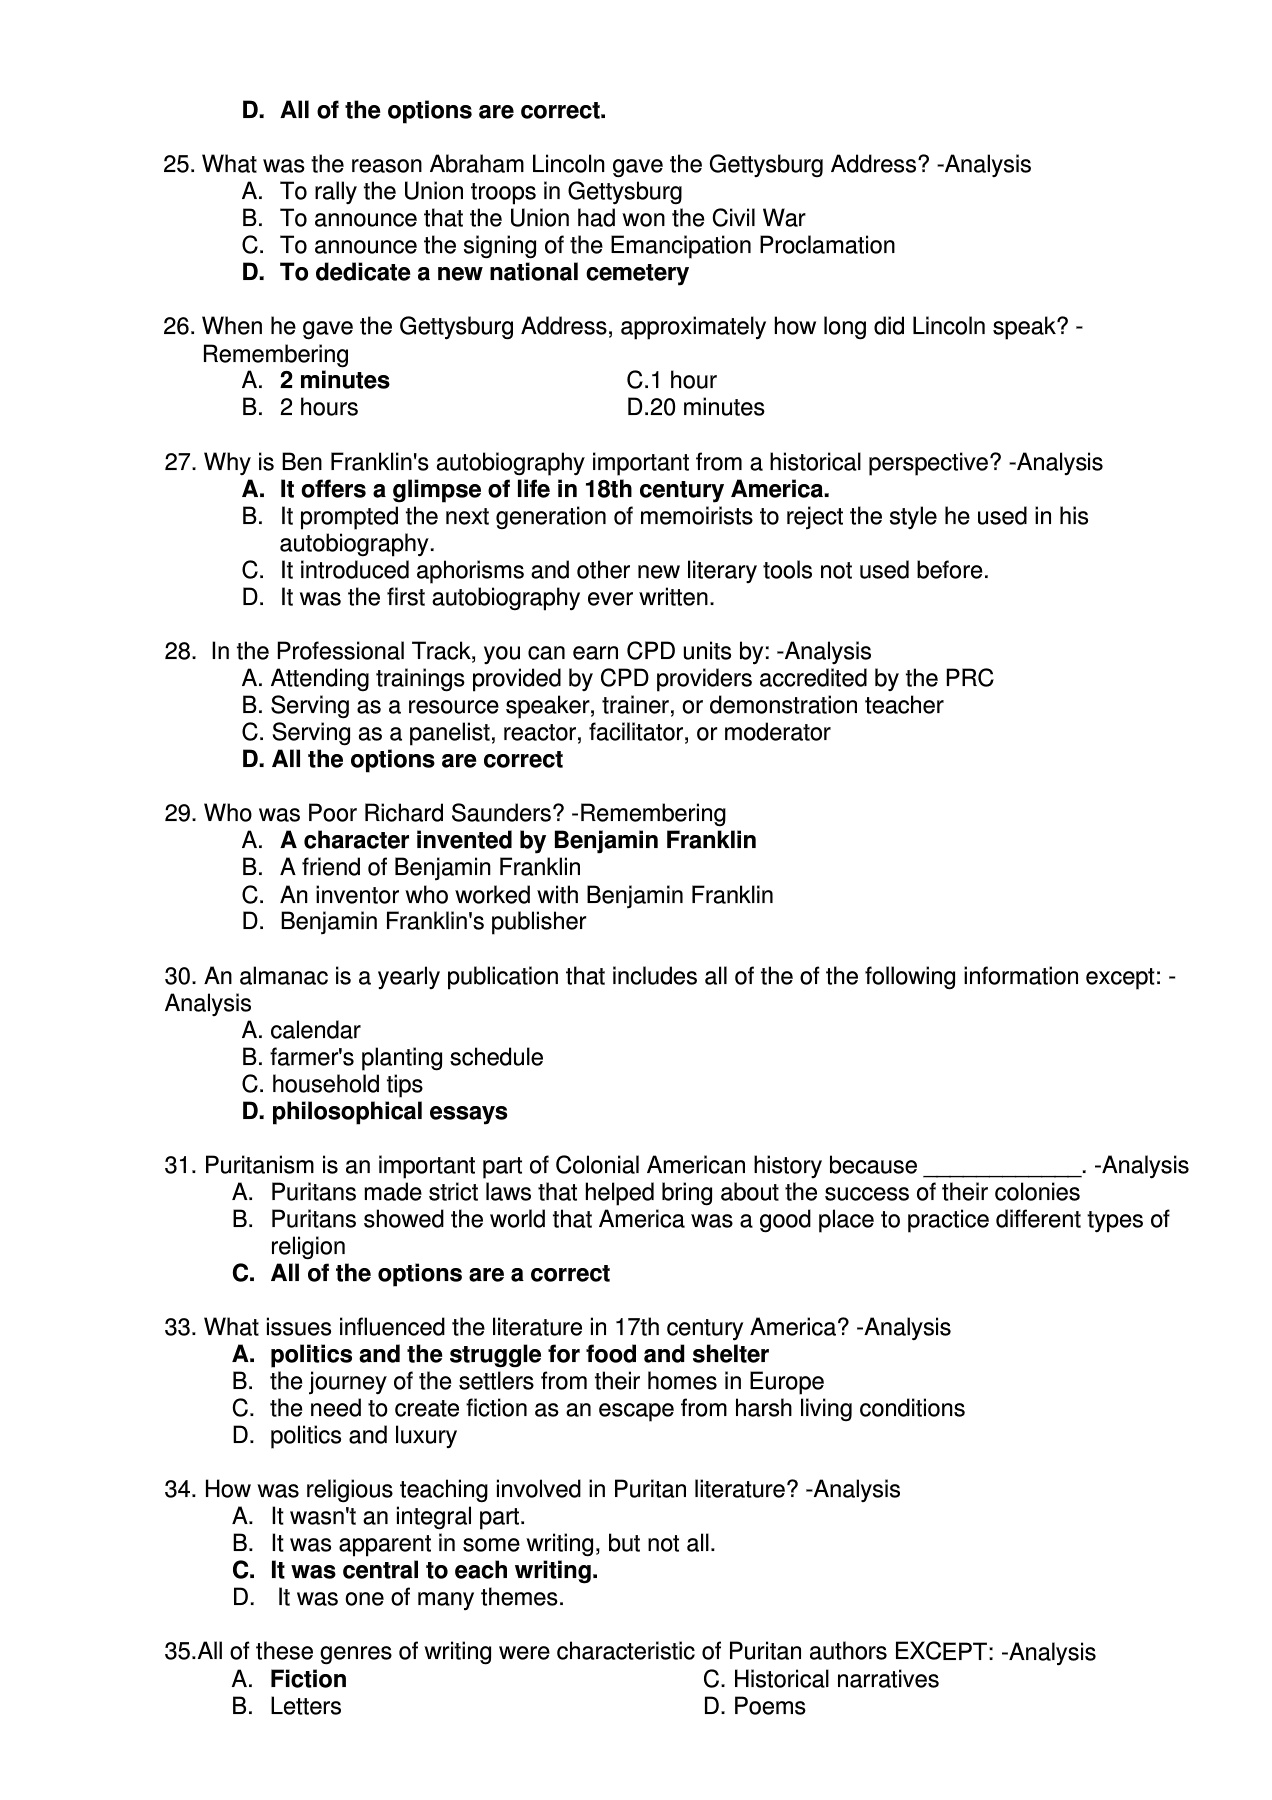 D. All of the options are correct.
25. What was the reason Abraham Lincoln gave the Gettysburg Address? -Analysis
A. To rally the Union troops in Gettysburg
B. To announce that the Union had won the Civil War
C. To announce the signing of the Emancipation Proclamation
D. To dedicate a new national cemetery
26. When he gave the Gettysburg Address, approximately how long did Lincoln speak? -
Remembering
A. 2 minutes C.1 hour
B. 2 hours D.20 minutes
27. Why is Ben Franklin's autobiography important from a historical perspective? -Analysis
A. It offers a glimpse of life in 18th century America.
B. It prompted the next generation of memoirists to reject the style he used in his
autobiography.
C. It introduced aphorisms and other new literary tools not used before.
D. It was the first autobiography ever written.
28. In the Professional Track, you can earn CPD units by: -Analysis
A. Attending trainings provided by CPD providers accredited by the PRC
B. Serving as a resource speaker, trainer, or demonstration teacher
C. Serving as a panelist, reactor, facilitator, or moderator
D. All the options are correct
29. Who was Poor Richard Saunders? -Remembering
A. A character invented by Benjamin Franklin
B. A friend of Benjamin Franklin
C. An inventor who worked with Benjamin Franklin
D. Benjamin Franklin's publisher
30. An almanac is a yearly publication that includes all of the of the following information except: -
Analysis
A. calendar
B. farmer's planting schedule
C. household tips
D. philosophical essays
31. Puritanism is an important part of Colonial American history because ____________. -Analysis
A. Puritans made strict laws that helped bring about the success of their colonies
B. Puritans showed the world that America was a good place to practice different types of
religion
C. All of the options are a correct
33. What issues influenced the literature in 17th century America? -Analysis
A. politics and the struggle for food and shelter
B. the journey of the settlers from their homes in Europe
C. the need to create fiction as an escape from harsh living conditions
D. politics and luxury
34. How was religious teaching involved in Puritan literature? -Analysis
A. It wasn't an integral part.
B. It was apparent in some writing, but not all.
C. It was central to each writing.
D. It was one of many themes.
35.All of these genres of writing were characteristic of Puritan authors EXCEPT: -Analysis
A. Fiction C. Historical narratives
B. Letters D. Poems